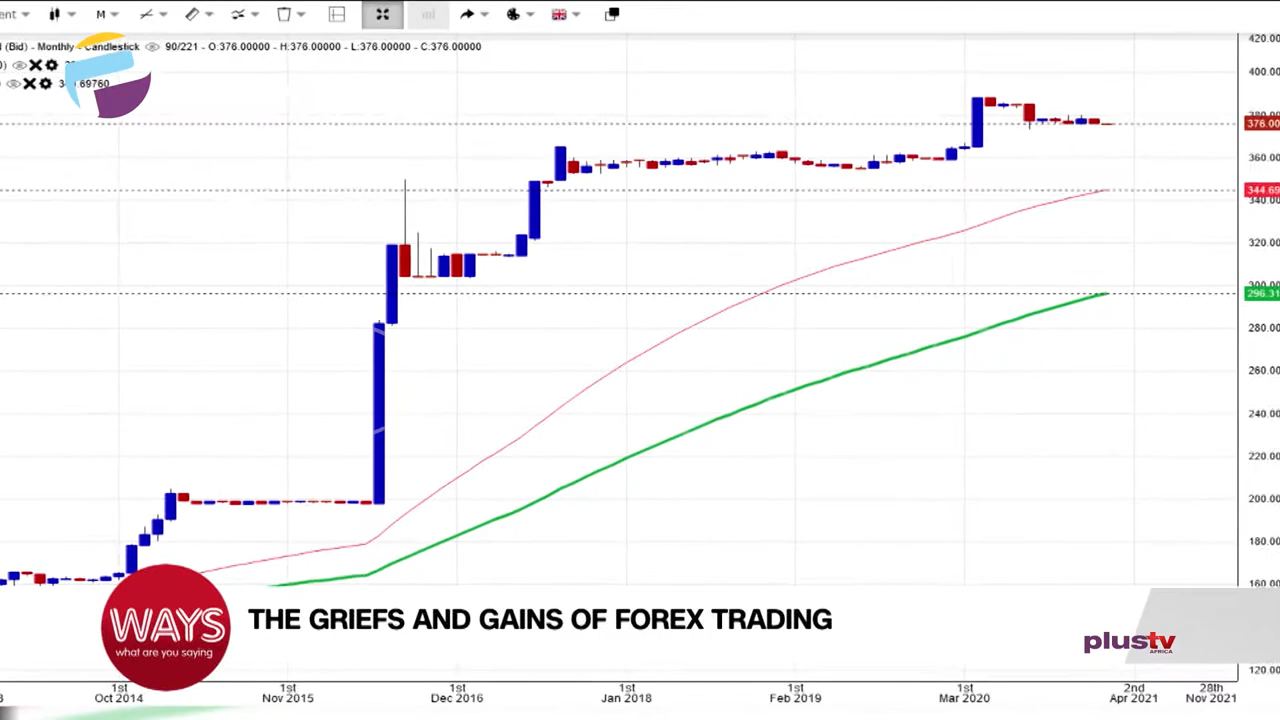 ent M
(Bid) - Monthly - Candlestick 90/221 - O:376.00000 - H:376.00000 - L:376.00000 - C:376.00000
69760
420.00
400.00
376.00
360.00
344.69
340.00
320.00
296.31
280.00
260.00
240.00
220.00
200.00
180.00
160.00
120.00
WAYS
what are you saying
THE GRIEFS AND GAINS OF FOREX TRADING
plustv
AFRICA
1st 1st 1st 1st 1st 1st 2nd 28th
Oct 2014 Nov 2015 Dec 2016 Jan 2018 Feb 2019 Mar 2020 Apr 2021 Nov 2021